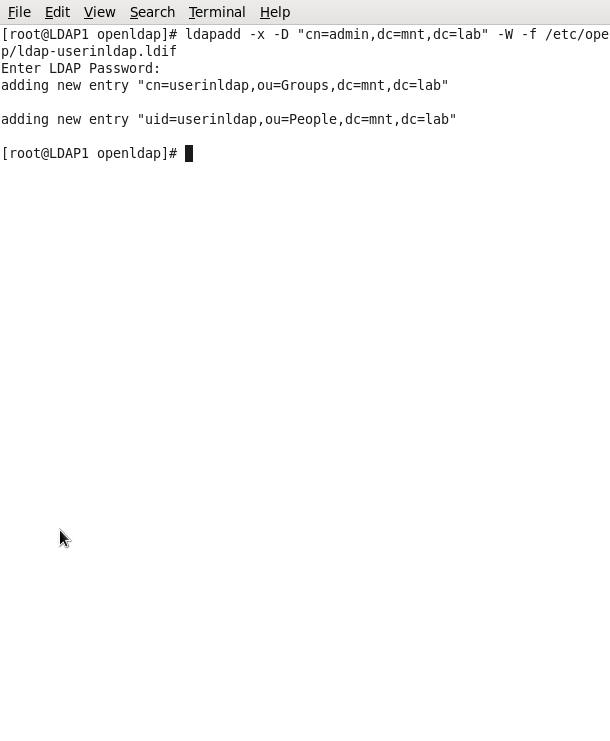 File Edit View Search Terminal Help
[root@LDAP1 openldap]# ldapadd -x -D "cn=admin,dc=mnt,dc=lab" -W -f /etc/ope
p/ldap-userinldap.ldif
Enter LDAP Password:
adding new entry "cn=userinldap,ou=Groups,dc=mnt,dc=lab"
adding new entry "uid=userinldap,ou=People,dc=mnt,dc=lab"
[root@LDAP1 openldap]#